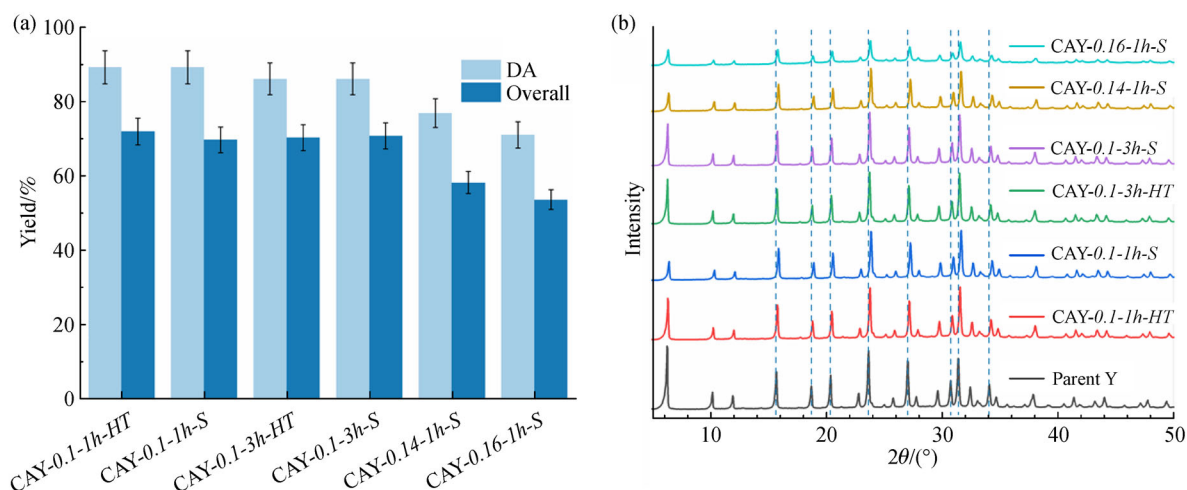 (a)
100
80
60
40
20
0
Yield/%
DA
Overall
CAY-0.1-1h-HT
CAY-0.1-1h-S
CAY-0.1-3h-HT
CAY-0.1-3h-S
CAY-0.14-1h-S
CAY-0.16-1h-S
(b)
Intensity
CAY-0.16-1h-S
CAY-0.14-1h-S
CAY-0.1-3h-S
CAY-0.1-3h-HT
CAY-0.1-1h-S
CAY-0.1-1h-HT
Parent Y
10
20
30
40
50
2θ/(°)